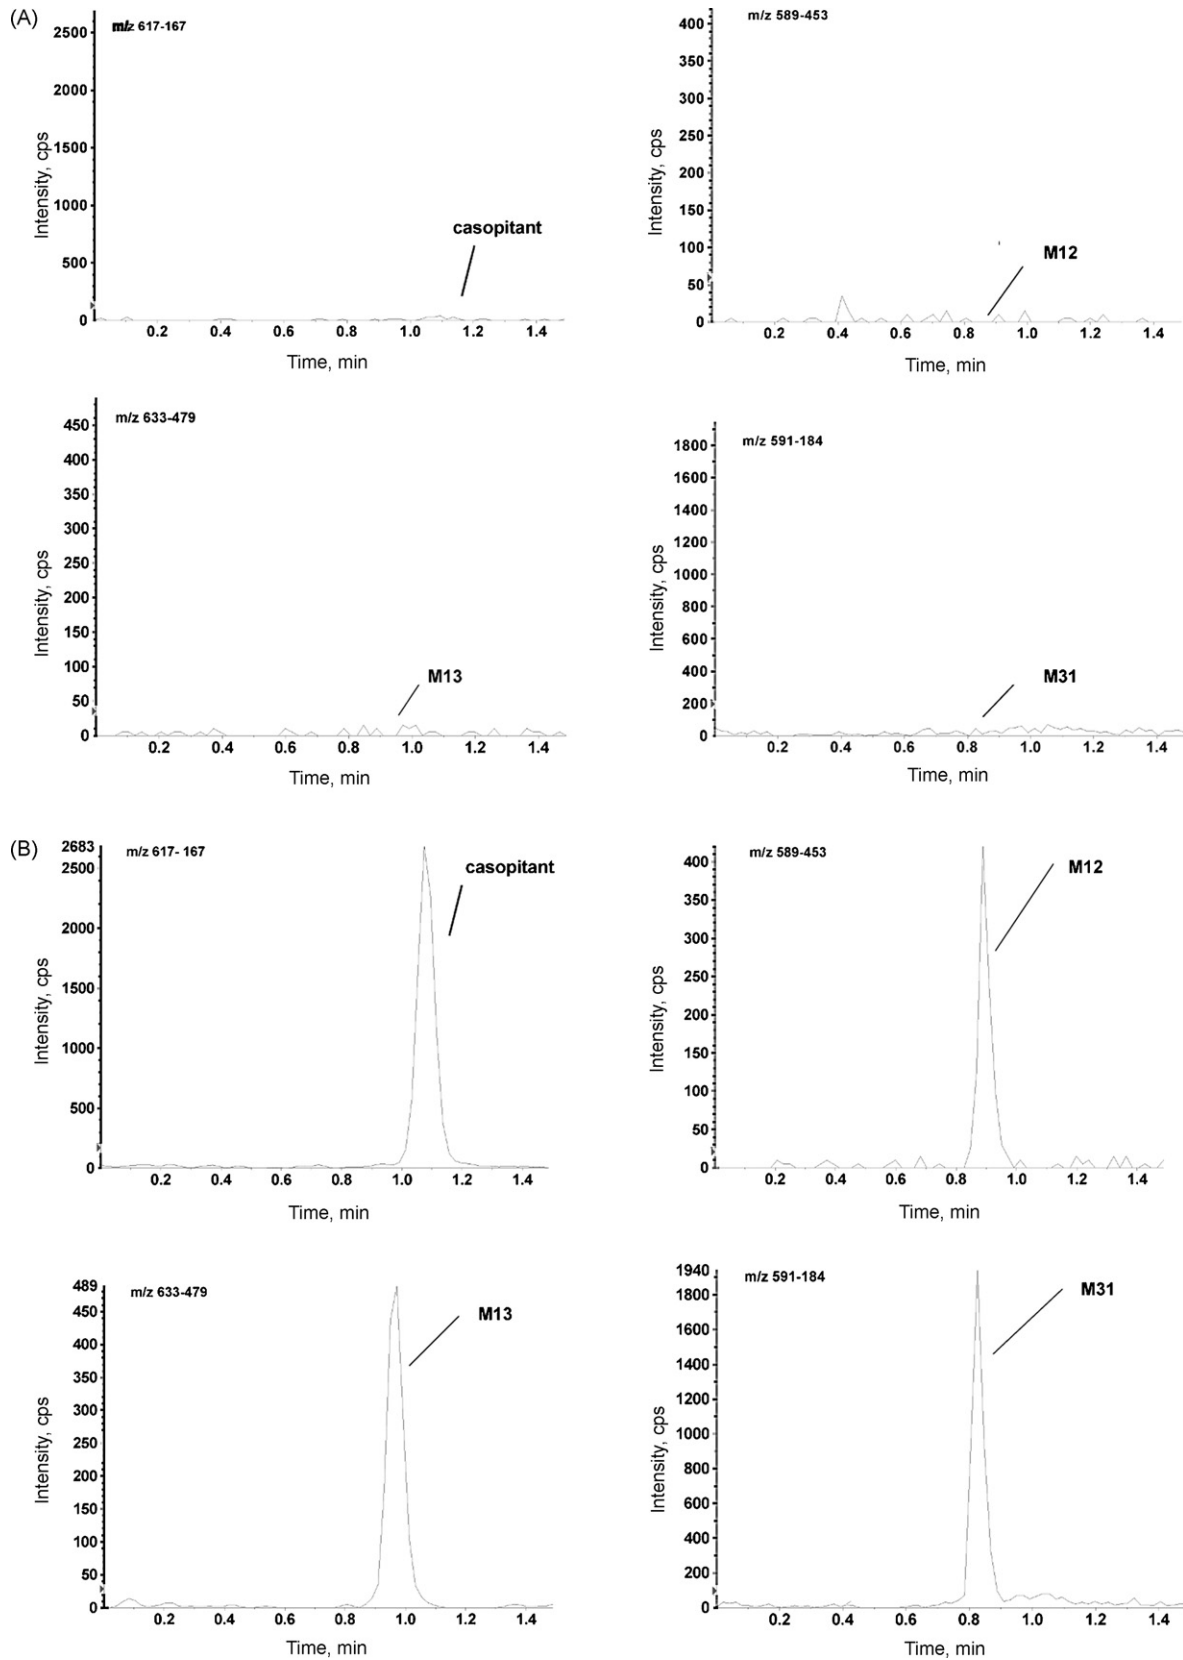 (A)
m/z 617-167
2500
2000
1500
1000
500
0
Intensity, cps
casopitant
0.2 0.4 0.6 0.8 1.0 1.2 1.4
Time, min
m/z 589-453
400
350
300
250
200
150
100
50
0
Intensity, cps
M12
0.2 0.4 0.6 0.8 1.0 1.2 1.4
Time, min
m/z 633-479
450
400
350
300
250
200
150
100
50
0
Intensity, cps
M13
0.2 0.4 0.6 0.8 1.0 1.2 1.4
Time, min
m/z 591-184
1800
1600
1400
1200
1000
800
600
400
200
0
Intensity, cps
M31
0.2 0.4 0.6 0.8 1.0 1.2 1.4
Time, min
(B)
m/z 617- 167
2683
2500
2000
1500
1000
500
0
Intensity, cps
casopitant
0.2 0.4 0.6 0.8 1.0 1.2 1.4
Time, min
m/z 589-453
400
350
300
250
200
150
100
50
0
Intensity, cps
M12
0.2 0.4 0.6 0.8 1.0 1.2 1.4
Time, min
m/z 633-479
489
450
400
350
300
250
200
150
100
50
0
Intensity, cps
M13
0.2 0.4 0.6 0.8 1.0 1.2 1.4
Time, min
m/z 591-184
1940
1800
1600
1400
1200
1000
800
600
400
200
0
Intensity, cps
M31
0.2 0.4 0.6 0.8 1.0 1.2 1.4
Time, min